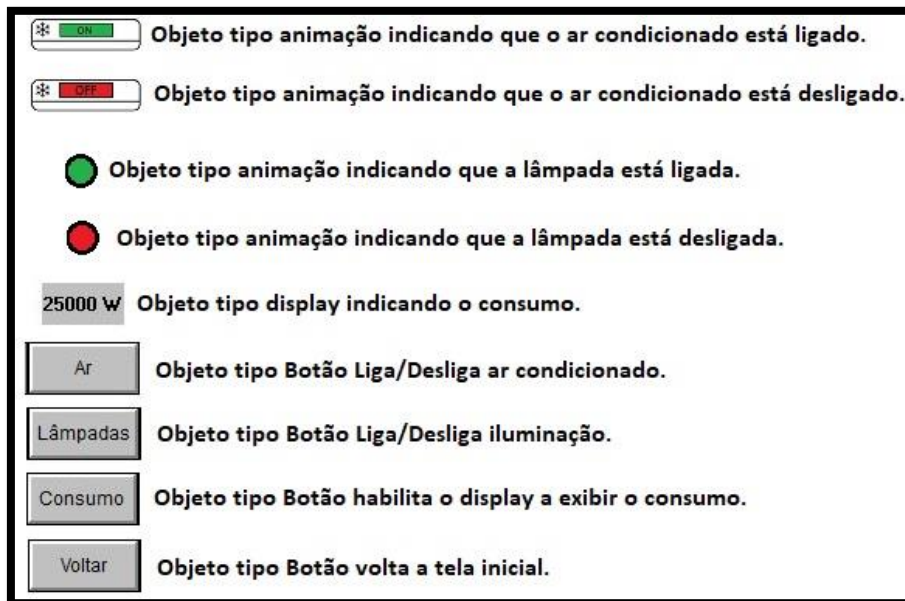 ON Objeto tipo animação indicando que o ar condicionado está ligado.
OFF Objeto tipo animação indicando que o ar condicionado está desligado.
Objeto tipo animação indicando que a lâmpada está ligada.
Objeto tipo animação indicando que a lâmpada está desligada.
25000 W Objeto tipo display indicando o consumo.
Ar Objeto tipo Botão Liga/Desliga ar condicionado.
Lâmpadas Objeto tipo Botão Liga/Desliga iluminação.
Consumo Objeto tipo Botão habilita o display a exibir o consumo.
Voltar Objeto tipo Botão volta a tela inicial.